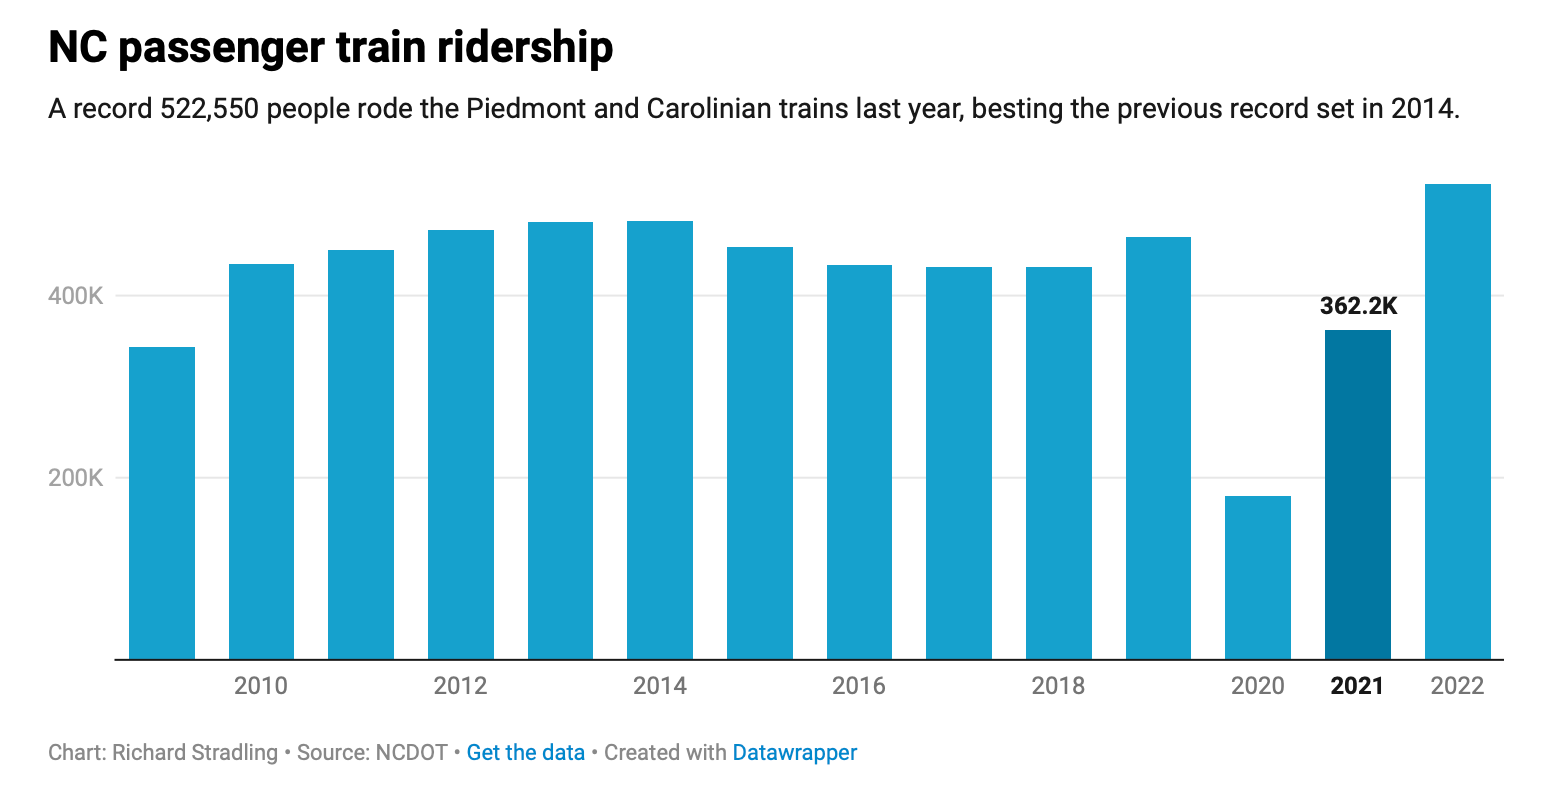 NC passenger train ridership
A record 522,550 people rode the Piedmont and Carolinian trains last year, besting the previous record set in 2014.
400K
362.2K
200K
2010 2012 2014 2016 2018 2020 2021 2022
Chart: Richard Stradling • Source: NCDOT • Get the data • Created with Datawrapper